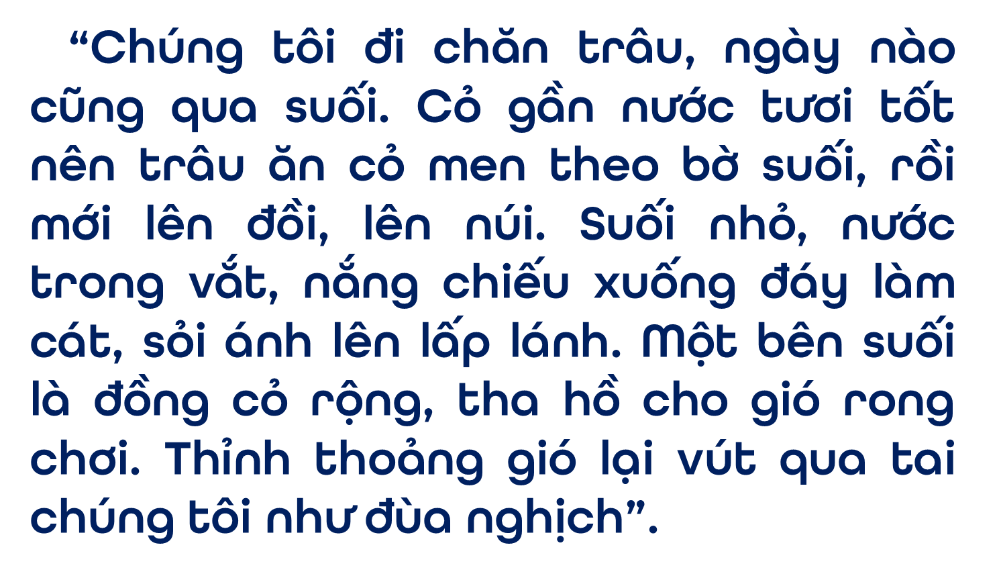 “Chúng tôi đi chăn trâu, ngày nào
cũng qua suối. Cỏ gần nước tươi tốt
nên trâu ăn cỏ men theo bờ suối, rồi
mới lên đồi, lên núi. Suối nhỏ, nước
trong vắt, nắng chiếu xuống đáy làm
cát, sỏi ánh lên lấp lánh. Một bên suối
là đồng cỏ rộng, tha hồ cho gió rong
chơi. Thỉnh thoảng gió lại vút qua tai
chúng tôi như đùa nghịch”.